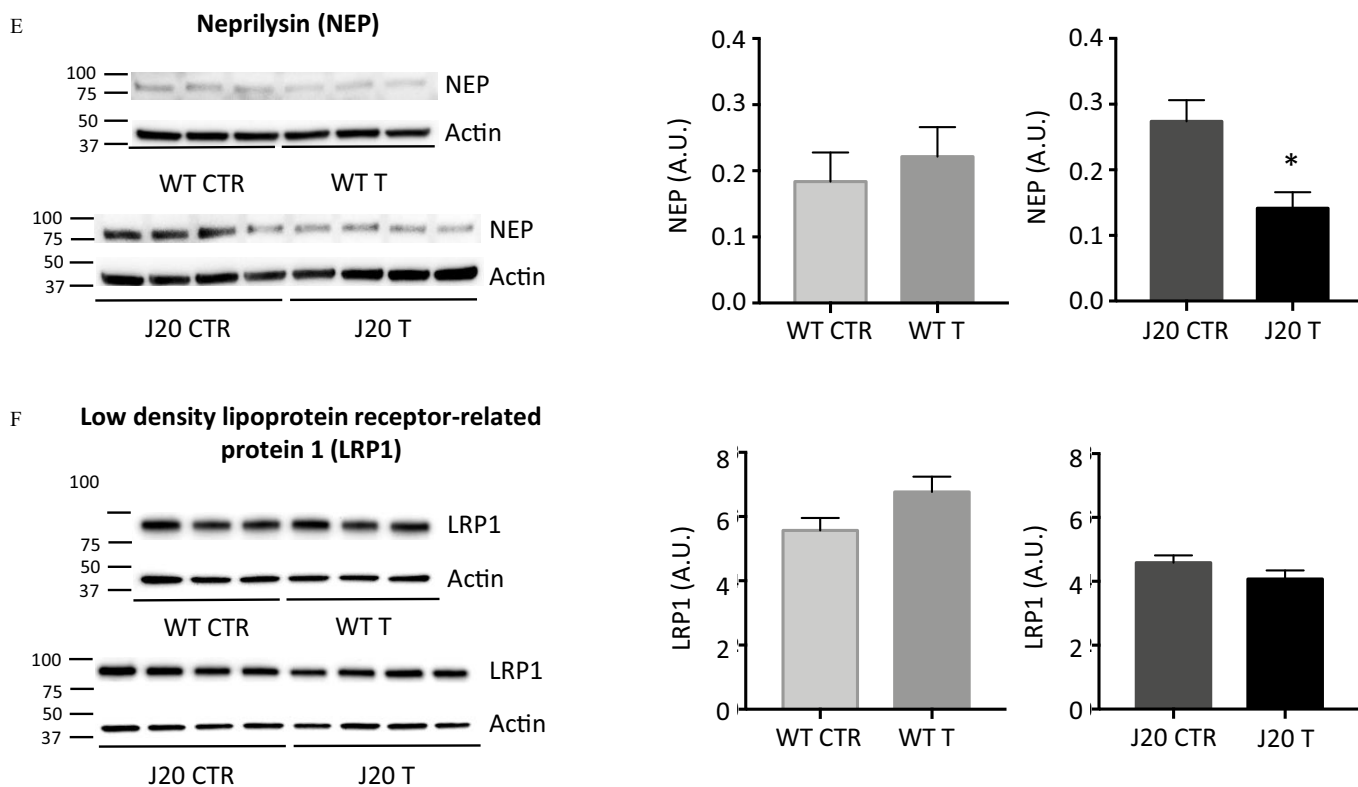 E
Neprilysin (NEP)
100
75
NEP
50
37
Actin
WT CTR WT T
100
75
NEP
50
37
Actin
J20 CTR J20 T
NEP (A.U.)
0.4
0.3
0.2
0.1
0.0
WT CTR WT T
NEP (A.U.)
0.4
0.3
0.2
0.1
0.0
*
J20 CTR J20 T
F
Low density lipoprotein receptor-related
protein 1 (LRP1)
100
LRP1
75
50
37
Actin
WT CTR WT T
100
LRP1
75
50
37
Actin
J20 CTR J20 T
LRP1 (A.U.)
8
6
4
2
0
WT CTR WT T
LRP1 (A.U.)
8
6
4
2
0
J20 CTR J20 T